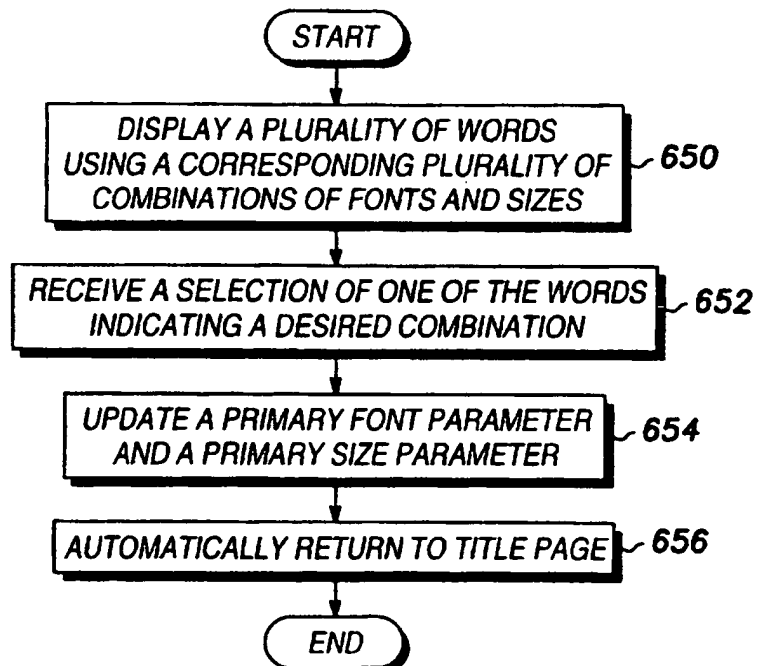 START
DISPLAY A PLURALITY OF WORDS
USING A CORRESPONDING PLURALITY OF
COMBINATIONS OF FONTS AND SIZES
650
RECEIVE A SELECTION OF ONE OF THE WORDS
INDICATING A DESIRED COMBINATION
652
UPDATE A PRIMARY FONT PARAMETER
AND A PRIMARY SIZE PARAMETER
654
AUTOMATICALLY RETURN TO TITLE PAGE
656
END